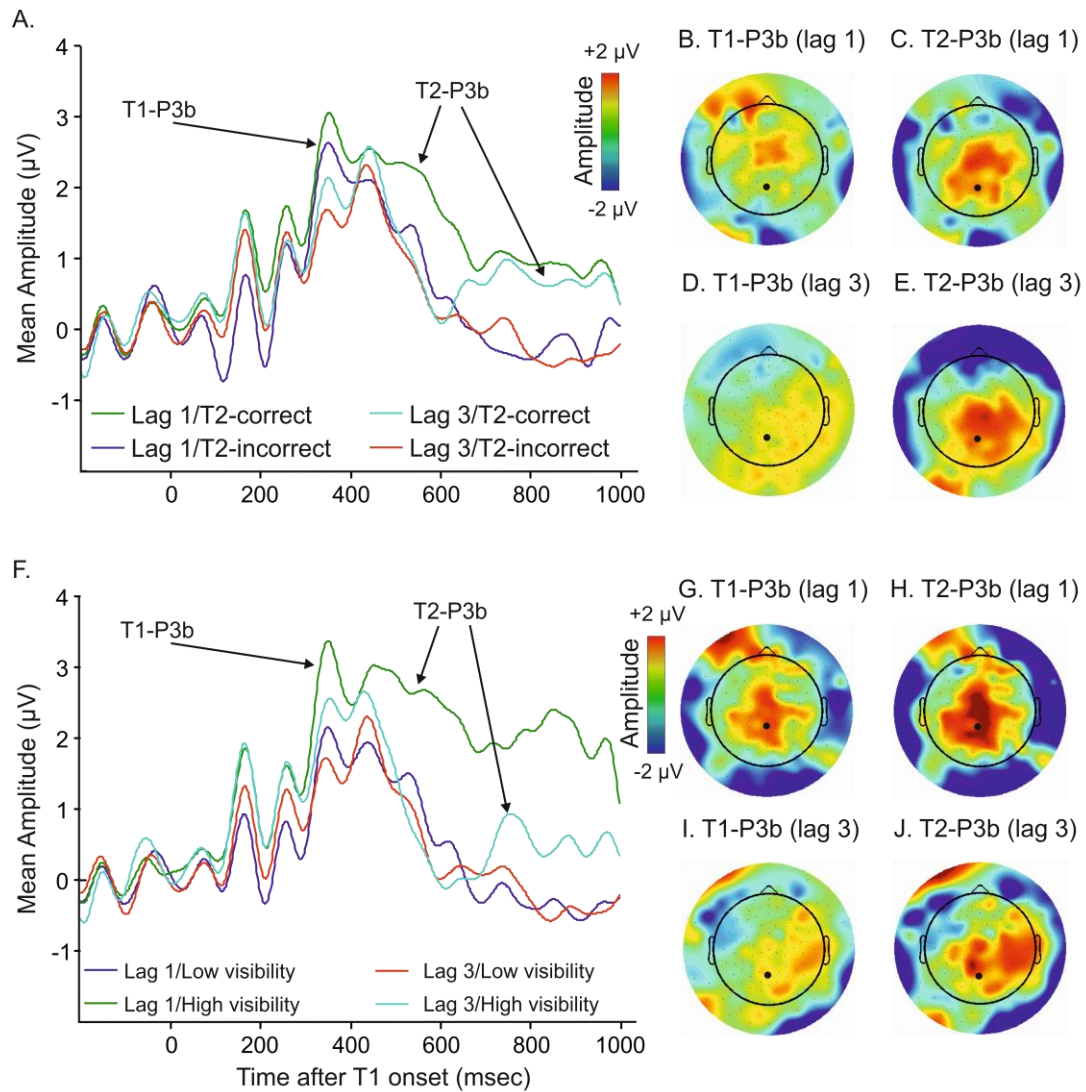 A.
4
3
2
1
0
-1
Mean Amplitude (µV)
T1-P3b
T2-P3b
+2 µV
Amplitude
-2 µV
Lag 1/T2-correct
Lag 3/T2-correct
Lag 1/T2-incorrect
Lag 3/T2-incorrect
0 200 400 600 800 1000
B. T1-P3b (lag 1)
C. T2-P3b (lag 1)
D. T1-P3b (lag 3)
E. T2-P3b (lag 3)
F.
4
3
2
1
0
-1
Mean Amplitude (µV)
T1-P3b
T2-P3b
+2 µV
Amplitude
-2 µV
Lag 1/Low visibility
Lag 3/Low visibility
Lag 1/High visibility
Lag 3/High visibility
0 200 400 600 800 1000
Time after T1 onset (msec)
G. T1-P3b (lag 1)
H. T2-P3b (lag 1)
I. T1-P3b (lag 3)
J. T2-P3b (lag 3)